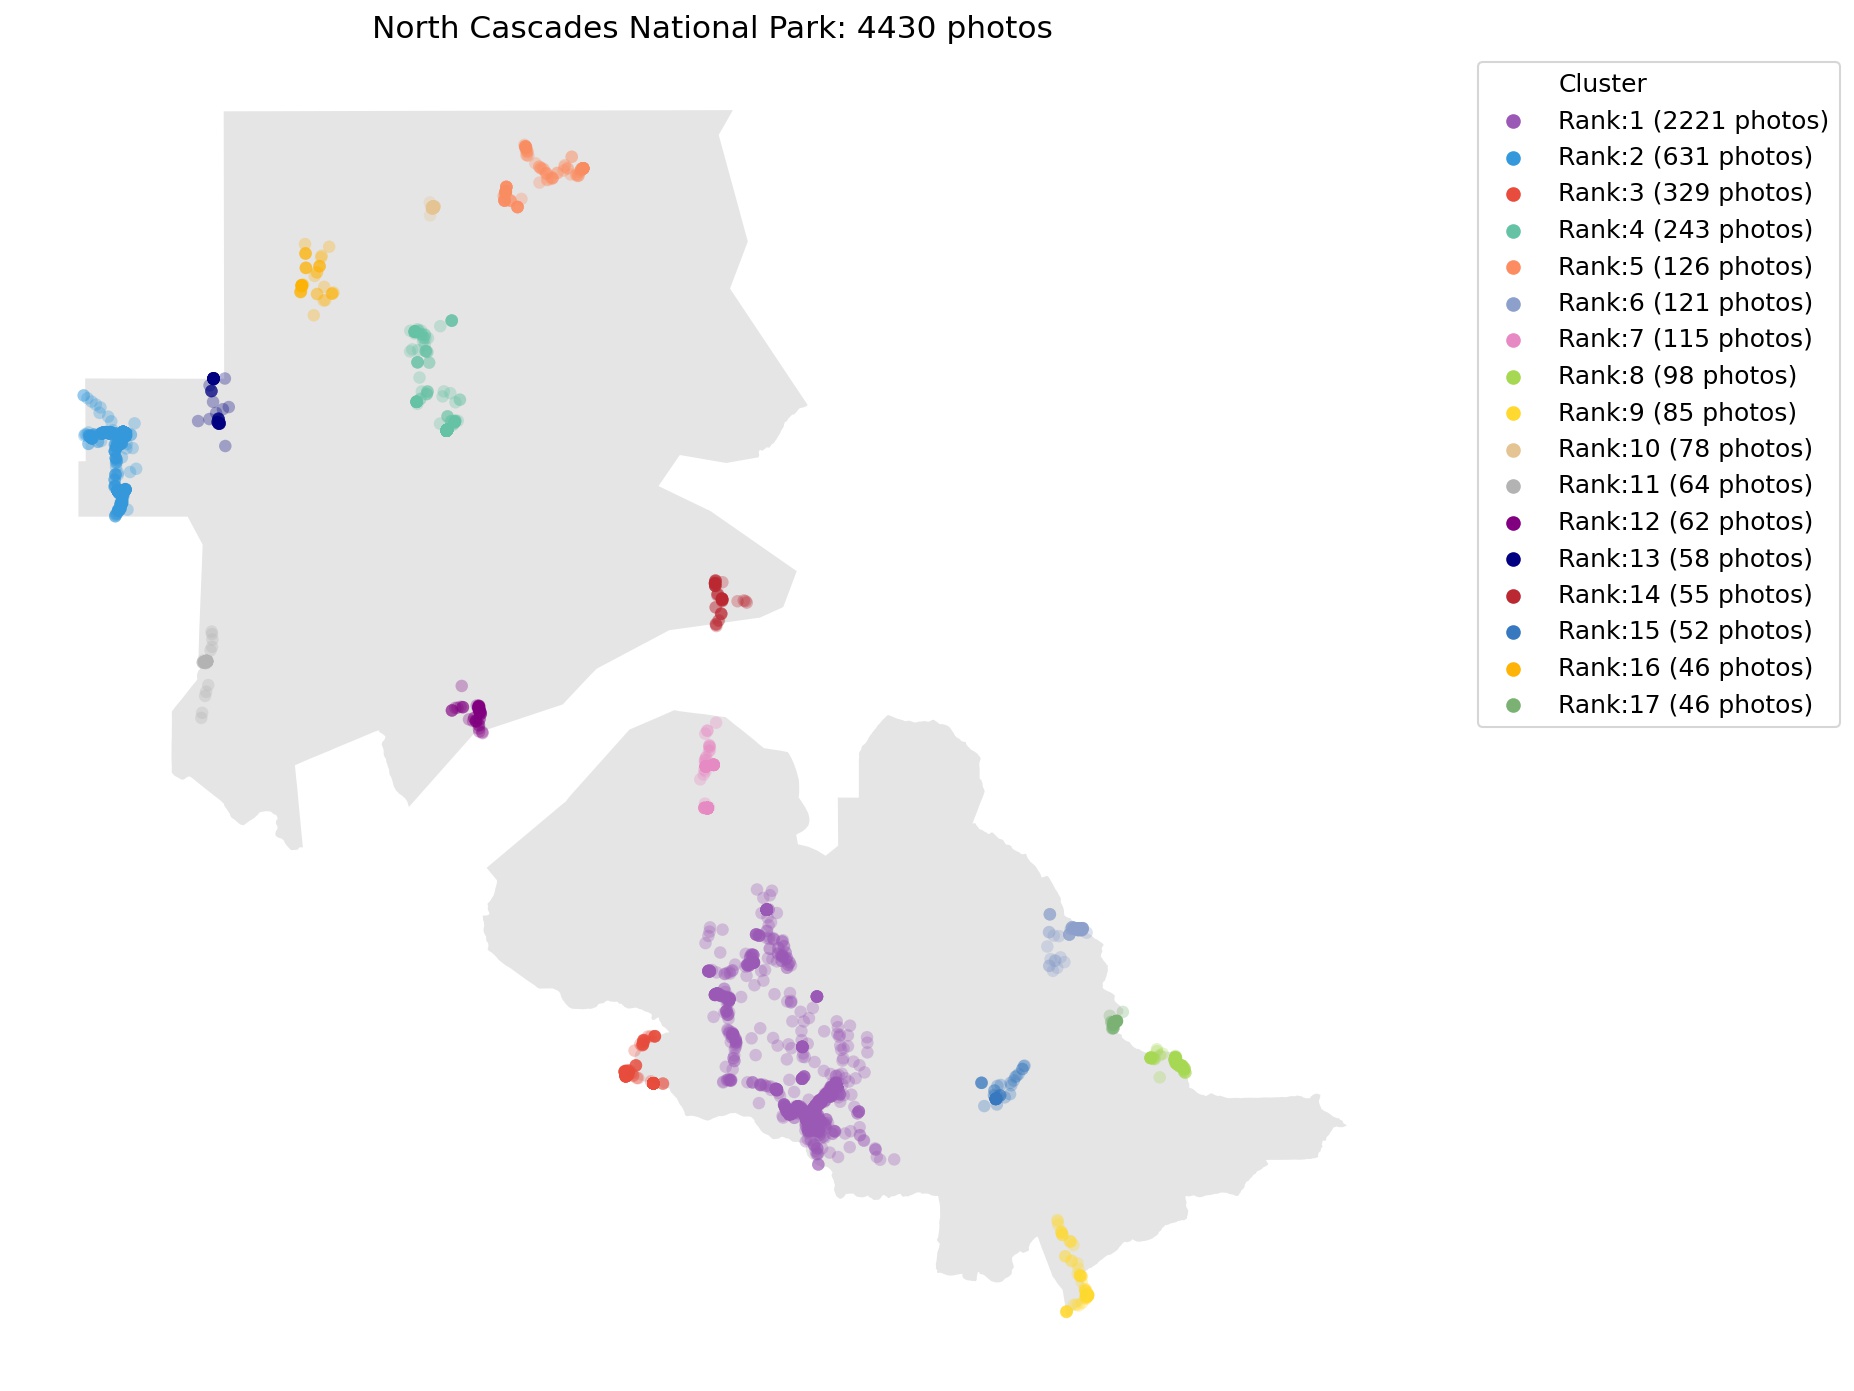 North Cascades National Park: 4430 photos
Cluster
Rank:1 (2221 photos)
Rank:2 (631 photos)
Rank:3 (329 photos)
Rank:4 (243 photos)
Rank:5 (126 photos)
Rank:6 (121 photos)
Rank:7 (115 photos)
Rank:8 (98 photos)
Rank:9 (85 photos)
Rank:10 (78 photos)
Rank:11 (64 photos)
Rank:12 (62 photos)
Rank:13 (58 photos)
Rank:14 (55 photos)
Rank:15 (52 photos)
Rank:16 (46 photos)
Rank:17 (46 photos)